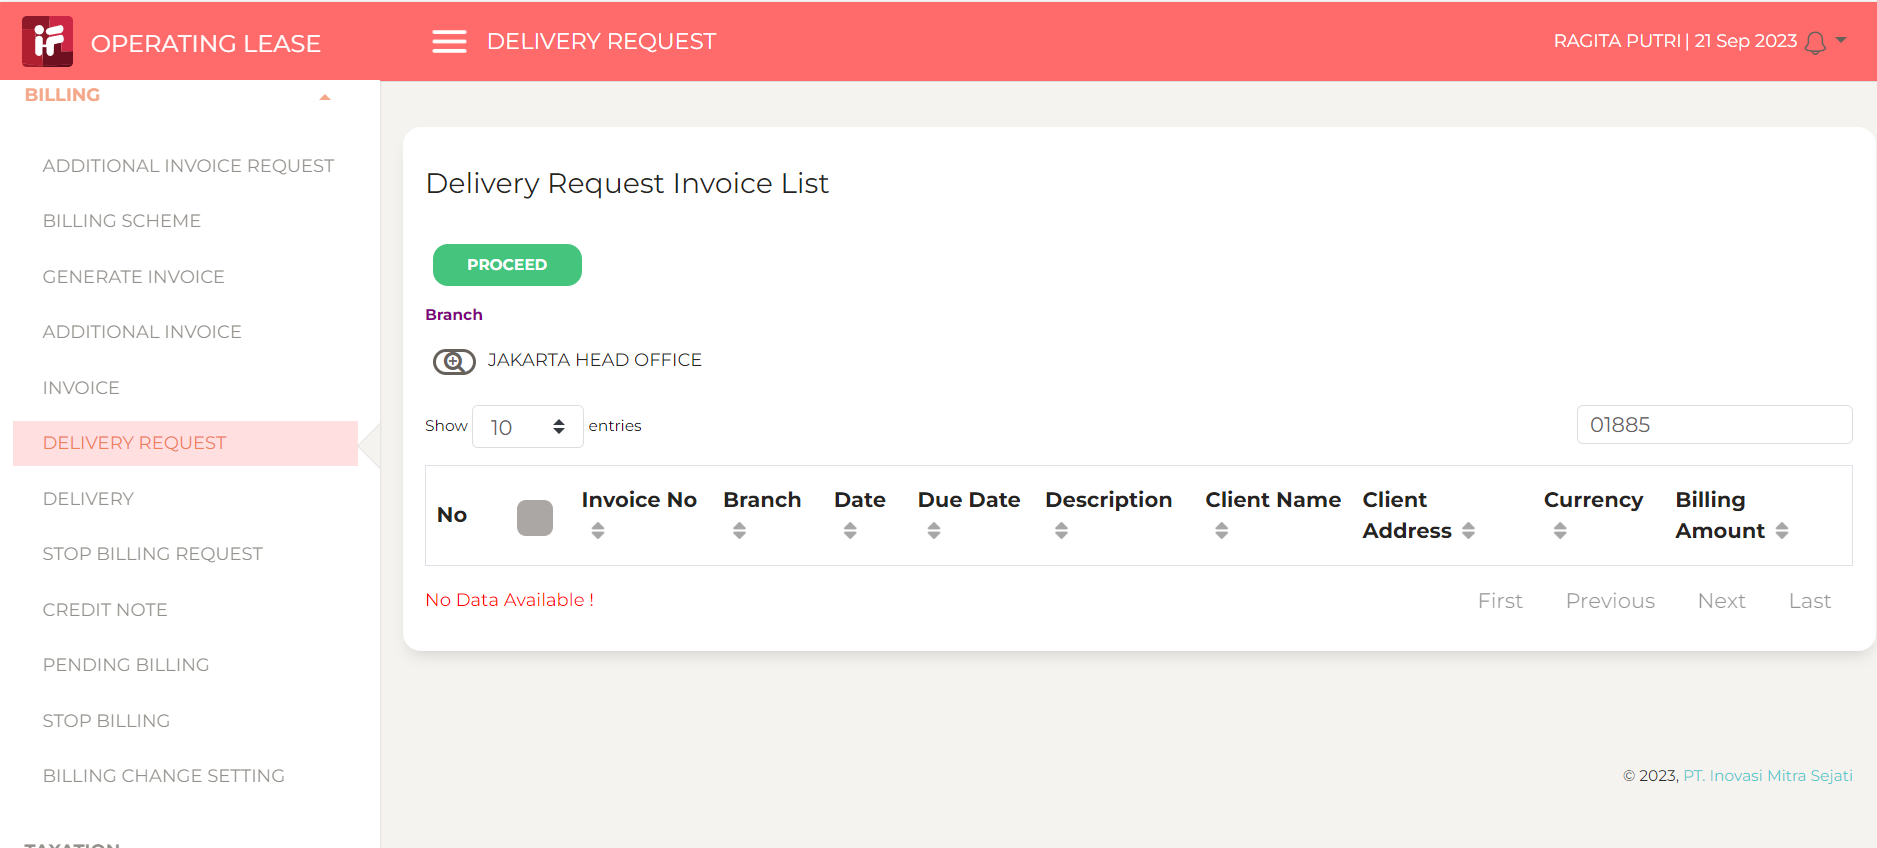 iF OPERATING LEASE
DELIVERY REQUEST
RAGITA PUTRI | 21 Sep 2023
BILLING
ADDITIONAL INVOICE REQUEST
BILLING SCHEME
GENERATE INVOICE
ADDITIONAL INVOICE
INVOICE
DELIVERY REQUEST
DELIVERY
STOP BILLING REQUEST
CREDIT NOTE
PENDING BILLING
STOP BILLING
BILLING CHANGE SETTING
TAXATION
Delivery Request Invoice List
PROCEED
Branch
JAKARTA HEAD OFFICE
Show 10 entries
01885
No Invoice No Branch Date Due Date Description Client Name Client Address Currency Billing Amount
No Data Available !
First Previous Next Last
© 2023, PT. Inovasi Mitra Sejati